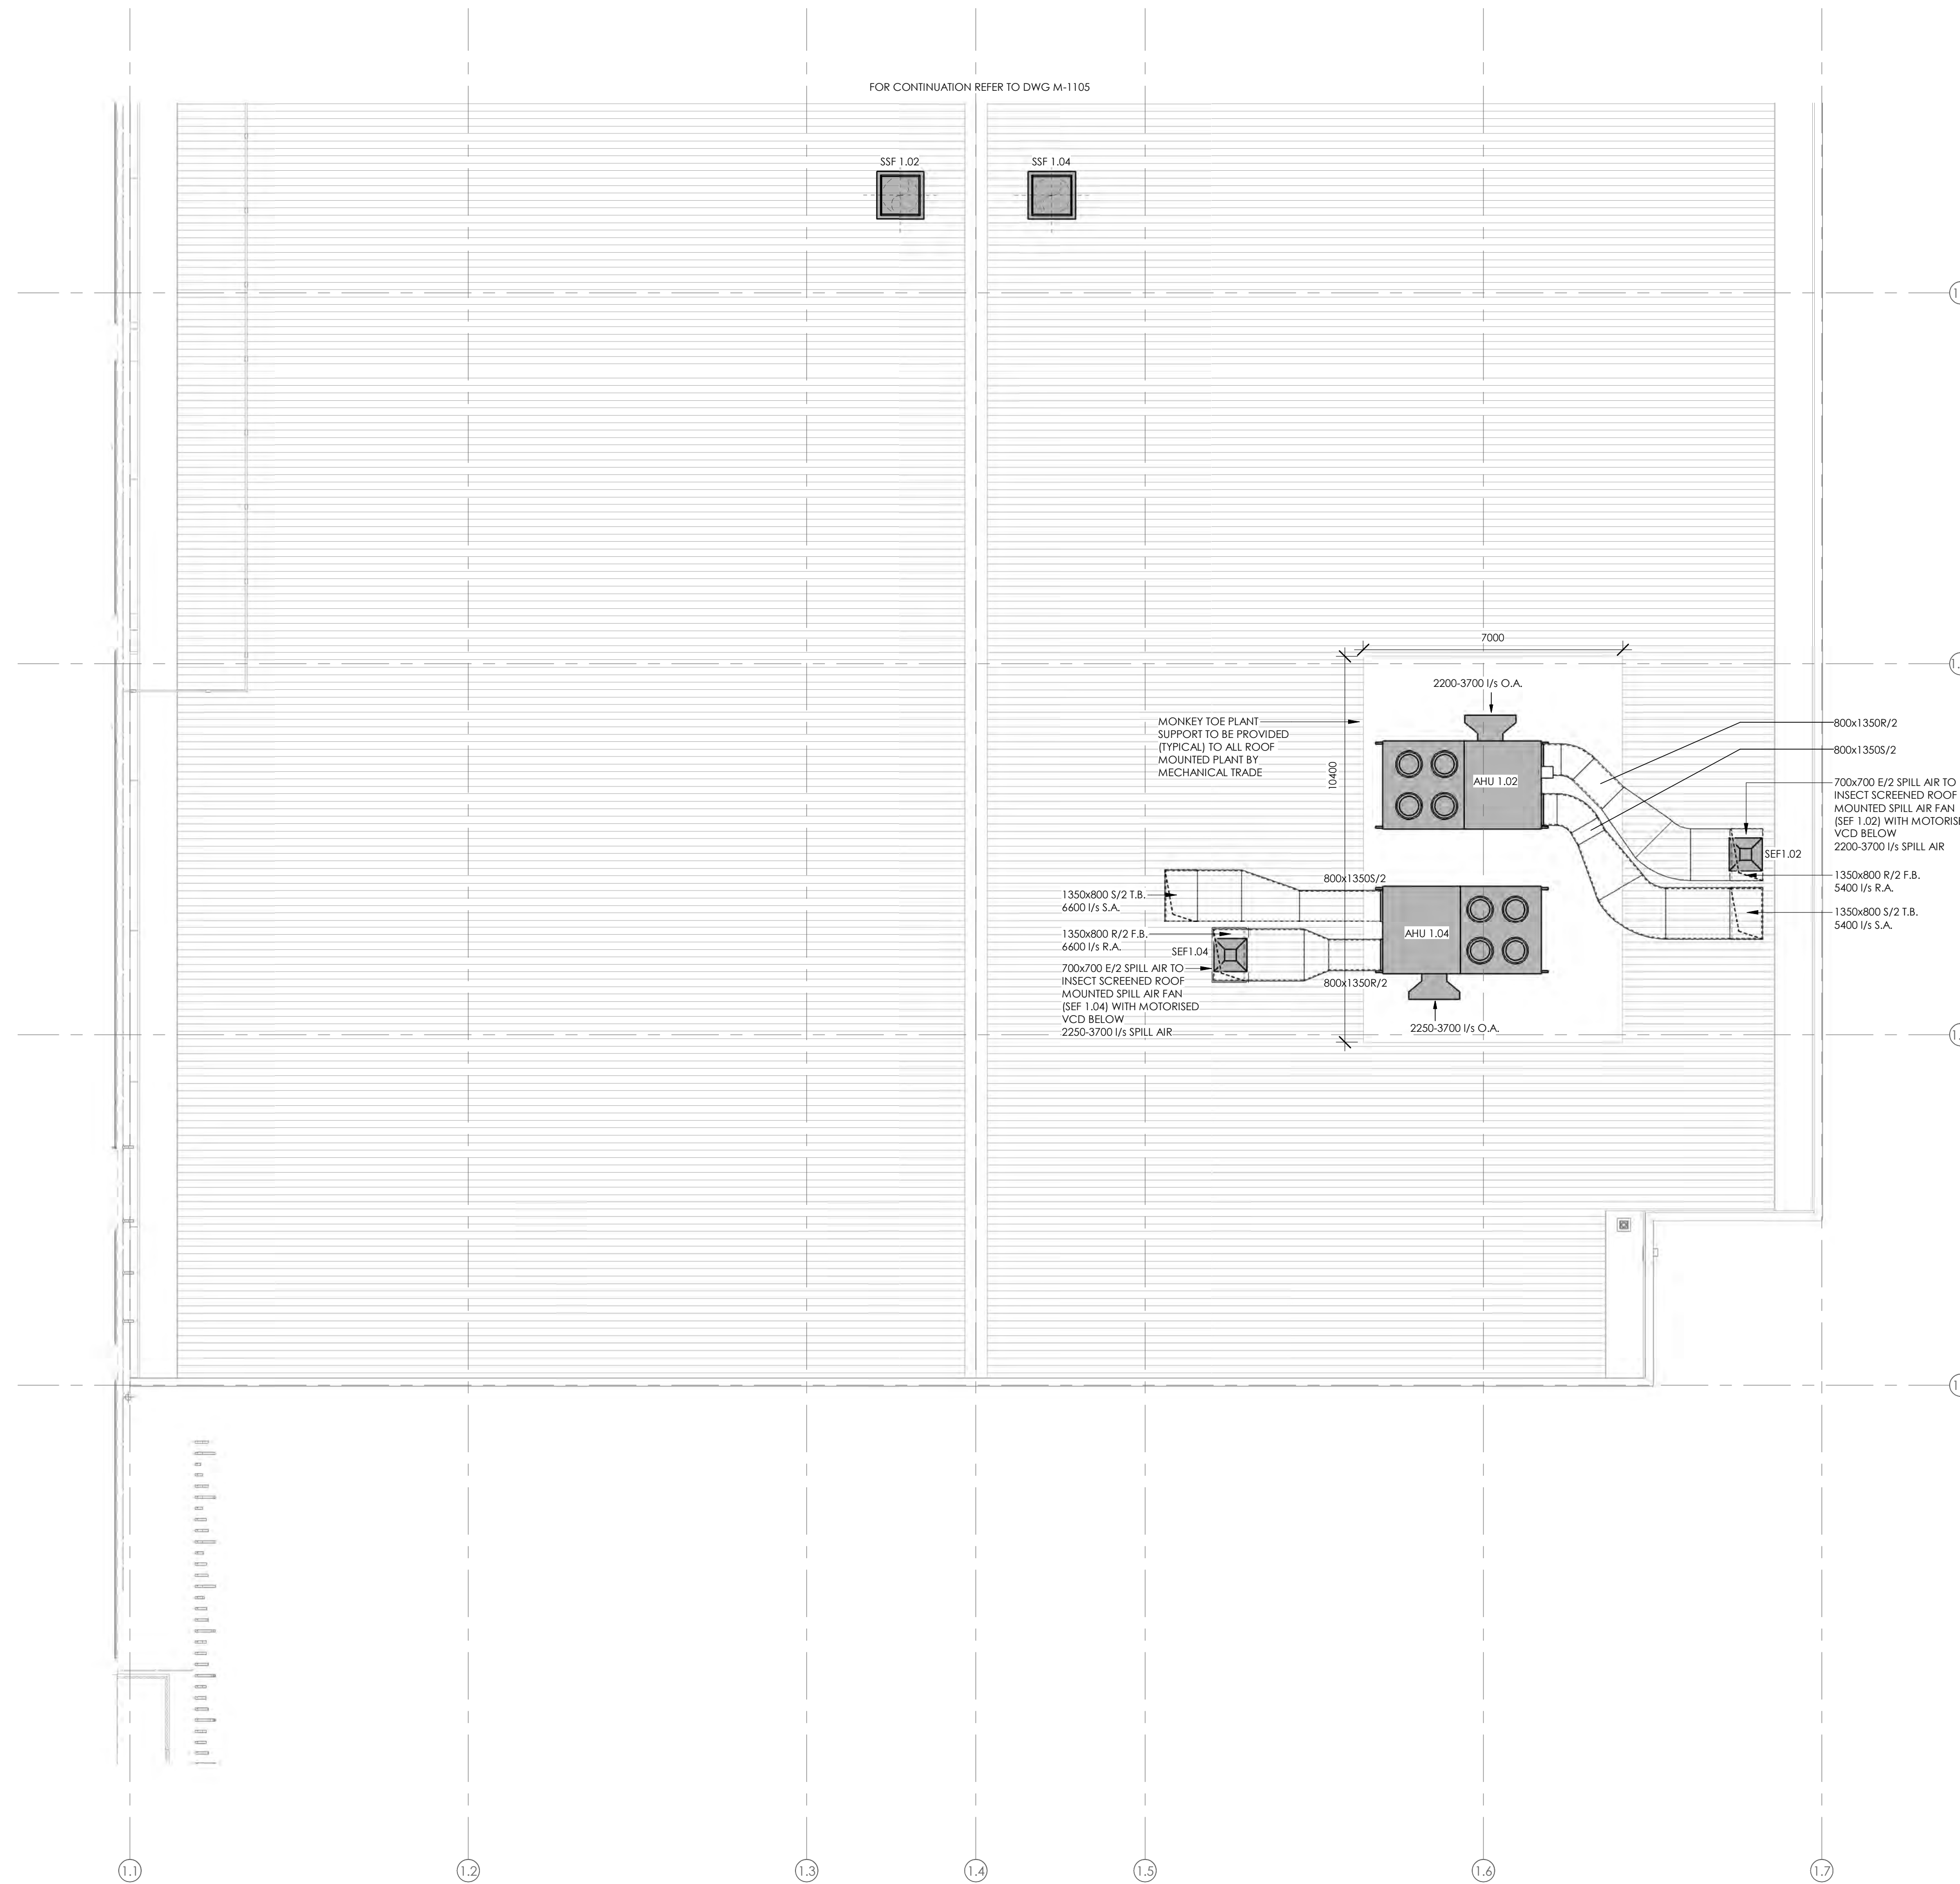 FOR CONTINUATION REFER TO DWG M-1105
SSF 1.02
SSF 1.04
7000
10400
2200-3700 l/s O.A.
MONKEY TOE PLANT
SUPPORT TO BE PROVIDED
(TYPICAL) TO ALL ROOF
MOUNTED PLANT BY
MECHANICAL TRADE
AHU 1.02
800x1350R/2
800x1350S/2
700x700 E/2 SPILL AIR TO
INSECT SCREENED ROOF
MOUNTED SPILL AIR FAN
(SEF 1.02) WITH
VCD BELOW
2200-3700 l/s SPILL AIR
SEF1.02
1350x800 R/2 F.B.
5400 l/s R.A.
1350x800 S/2 T.B.
5400 l/s S.A.
800x1350S/2
1350x800 S/2 T.B.
6600 l/s S.A.
1350x800 R/2 F.B.
6600 l/s R.A.
SEF1.04
AHU 1.04
700x700 E/2 SPILL AIR TO
INSECT SCREENED ROOF
MOUNTED SPILL AIR FAN
(SEF 1.04) WITH MOTORISED
VCD BELOW
2250-3700 l/s SPILL AIR
800x1350R/2
2250-3700 l/s O.A.
1.1
1.2
1.3
1.4
1.5
1.6
1.7